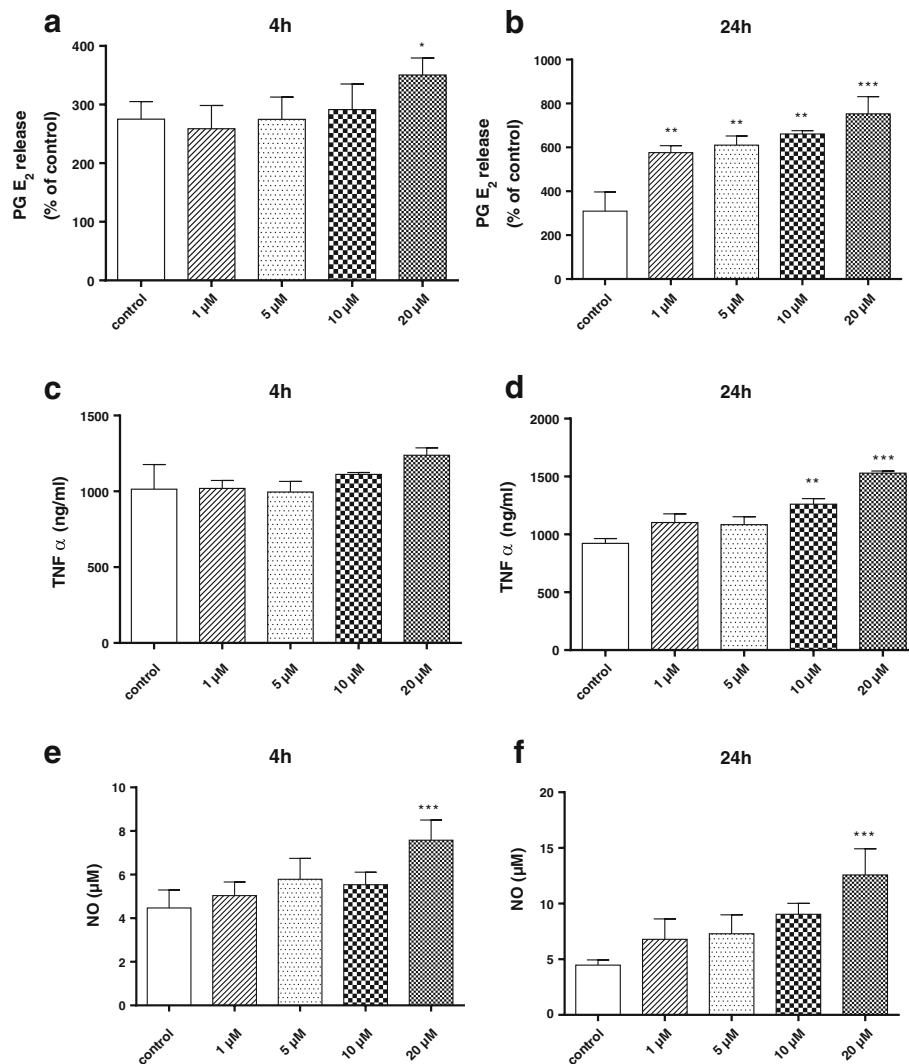 a
4h
PG E₂ release
(% of control)
400
300
200
100
0
*
control
1 µM
5 µM
10 µM
20 µM
b
24h
PG E₂ release
(% of control)
1000
800
600
400
200
0
**
**
**
***
control
1 µM
5 µM
10 µM
20 µM
c
4h
TNF α (ng/ml)
1500
1000
500
0
control
1 µM
5 µM
10 µM
20 µM
d
24h
TNF α (ng/ml)
2000
1500
1000
500
0
**
***
control
1 µM
5 µM
10 µM
20 µM
e
4h
NO (µM)
10
8
6
4
2
0
***
control
1 µM
5 µM
10 µM
20 µM
f
24h
NO (µM)
20
15
10
5
0
***
control
1 µM
5 µM
10 µM
20 µM